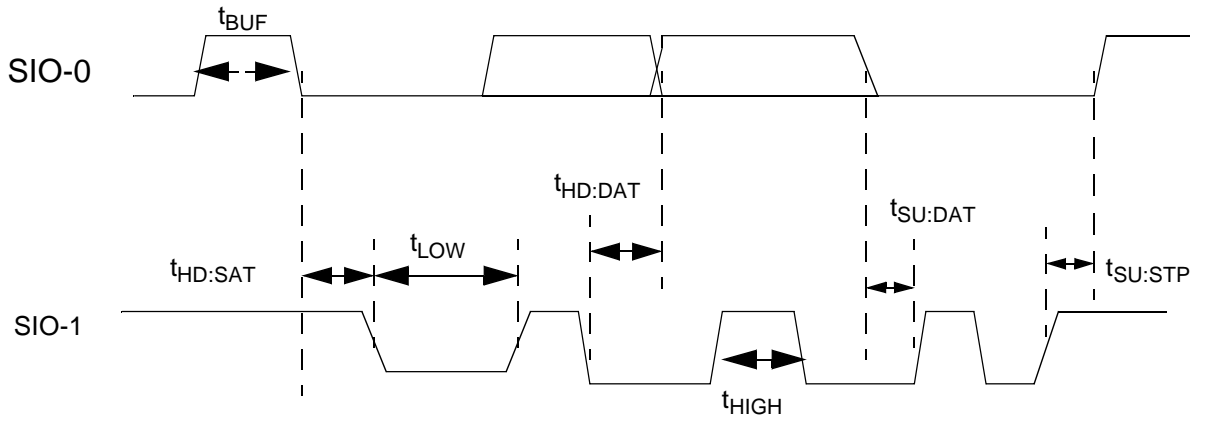 tBUF
SIO-0
tHD:DAT
tSU:DAT
tLOW
tHD:SAT
tSU:STP
SIO-1
tHIGH